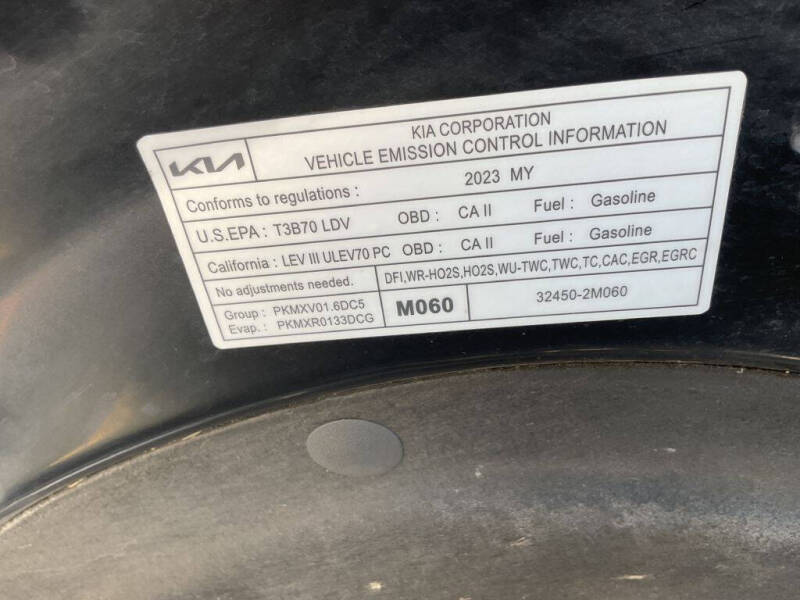 KIA
KIA CORPORATION
VEHICLE EMISSION CONTROL INFORMATION
Conforms to regulations : 2023 MY
U.S.EPA : T3B70 LDV OBD : CA II Fuel : Gasoline
California : LEV III ULEV70 PC OBD : CA II Fuel : Gasoline
No adjustments needed. DFI,WR-HO2S,HO2S,WU-TWC,TWC,TC,CAC,EGR,EGRC
Group : PKMXV01.6DC5
Evap. : PKMXR0133DCG
M060
32450-2M060